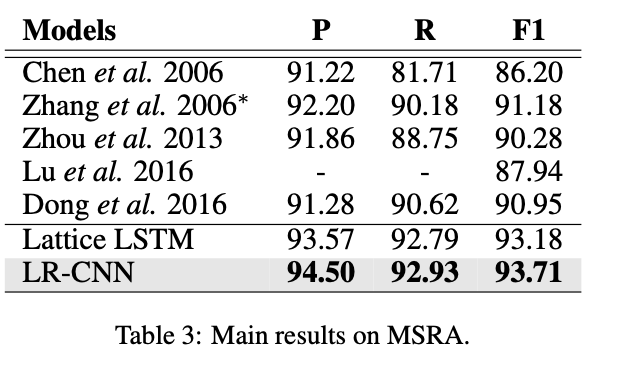 Models P R F1
Chen et al. 2006 91.22 81.71 86.20
Zhang et al. 2006* 92.20 90.18 91.18
Zhou et al. 2013 91.86 88.75 90.28
Lu et al. 2016 - - 87.94
Dong et al. 2016 91.28 90.62 90.95
Lattice LSTM 93.57 92.79 93.18
LR-CNN 94.50 92.93 93.71
Table 3: Main results on MSRA.